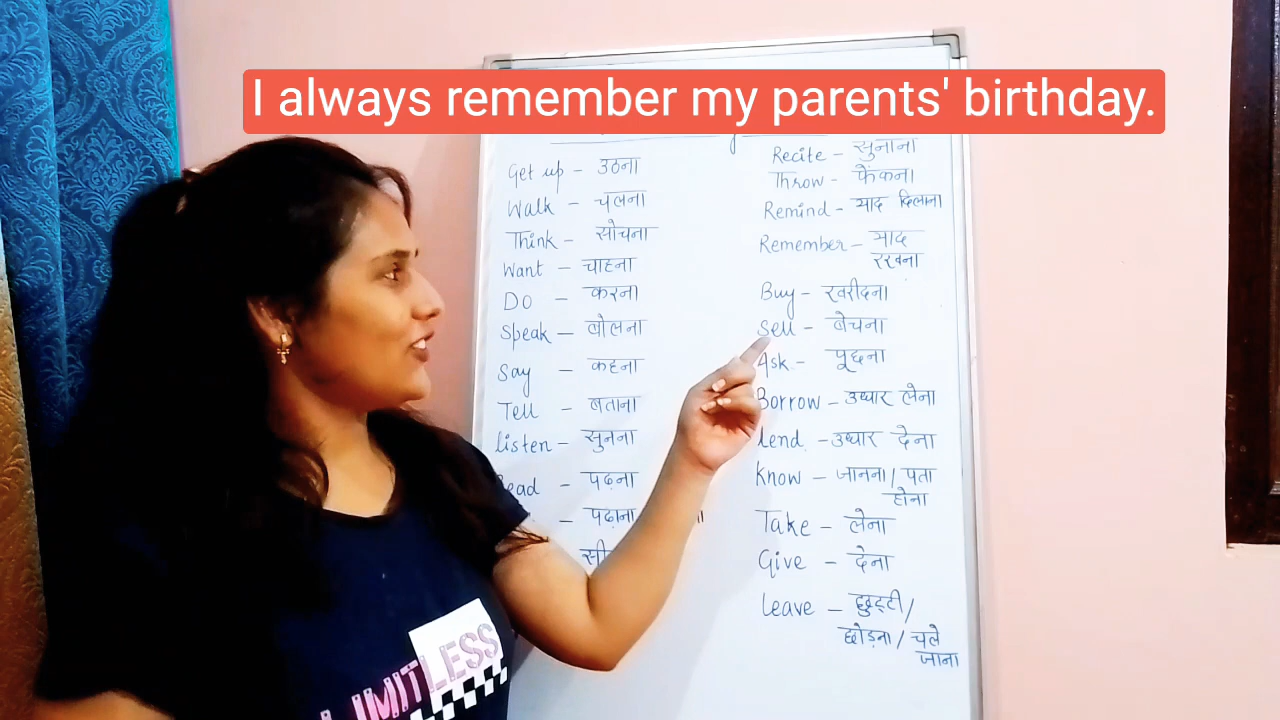 I always remember my parents' birthday.
Get up - उठना
Walk - चलना
Think - सोचना
Want - चाहना
Do - करना
Speak - बोलना
Say - कहना
Tell - बताना
Listen - सुनना
ead - पढ़ना
- पढ़ाना
सी
Recite - सुनाना
Throw - फेंकना
Remind - याद दिलाना
Remember - याद
रखना
Buy - खरीदना
Sell - बेचना
Ask - पूछना
Borrow - उधार लेना
Lend - उधार देना
Know - जानना / पता
होना
Take - लेना
Give - देना
Leave - छुट्टी /
छोड़ना / चले
जाना
LIMITLESS